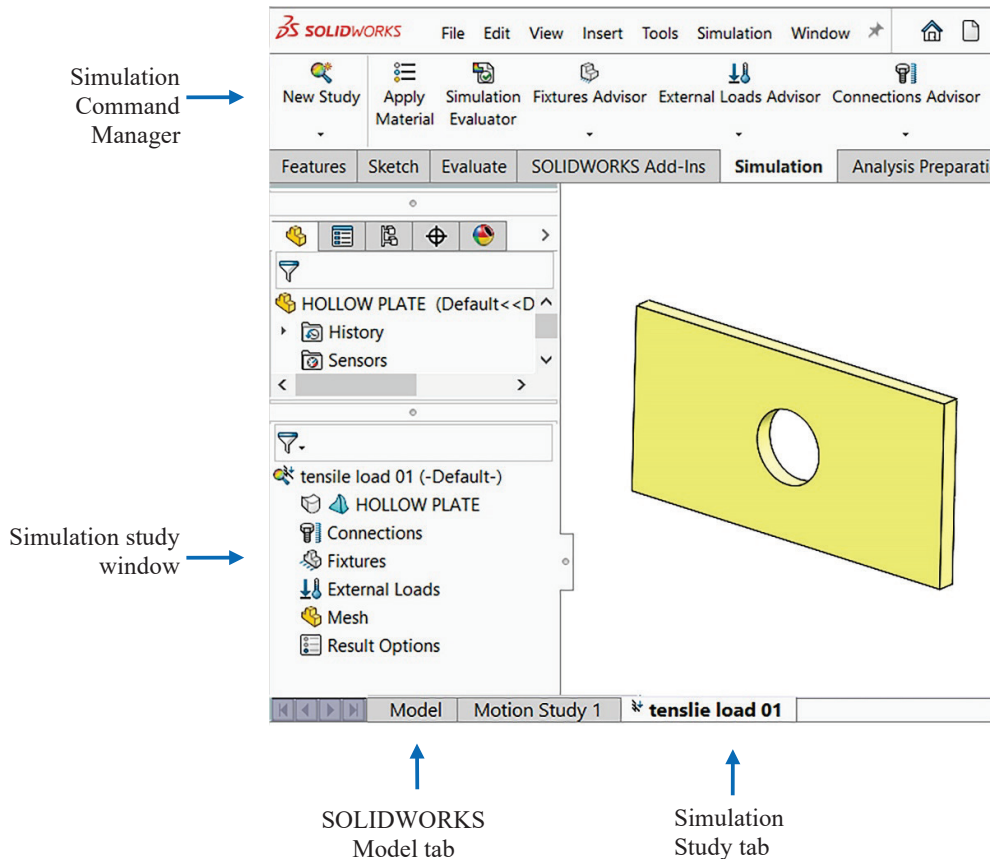 SOLIDWORKS File Edit View Insert Tools Simulation Window
Simulation
Command
Manager
New Study Apply Simulation Fixtures Advisor External Loads Advisor Connections Advisor
Material Evaluator
Features Sketch Evaluate SOLIDWORKS Add-Ins Simulation Analysis Preparati
HOLLOW PLATE (Default<<D
History
Sensors
Simulation study
window
tensile load 01 (-Default-)
HOLLOW PLATE
Connections
Fixtures
External Loads
Mesh
Result Options
Model Motion Study 1 tenslie load 01
SOLIDWORKS
Model tab
Simulation
Study tab